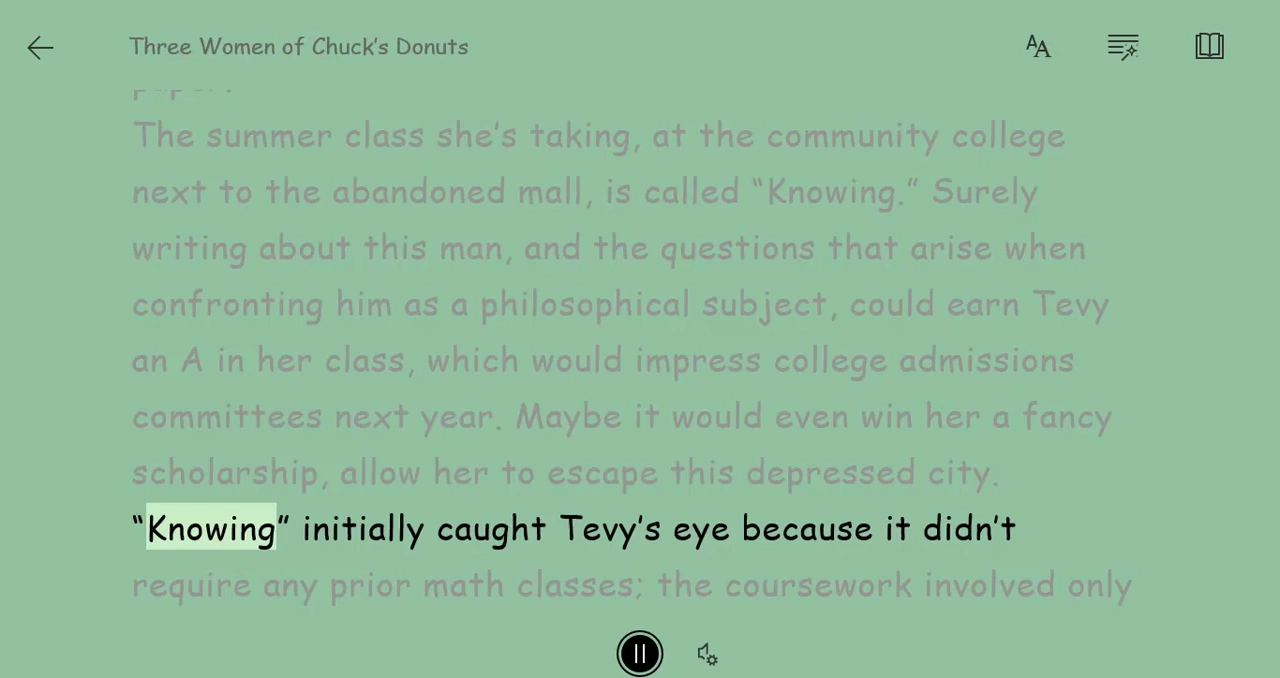 Three Women of Chuck's Donuts
The summer class she's taking, at the community college
next to the abandoned mall, is called “Knowing.” Surely
writing about this man, and the questions that arise when
confronting him as a philosophical subject, could earn Tevy
an A in her class, which would impress college admissions
committees next year. Maybe it would even win her a fancy
scholarship, allow her to escape this depressed city.
“Knowing” initially caught Tevy’s eye because it didn’t
require any prior math classes; the coursework involved only